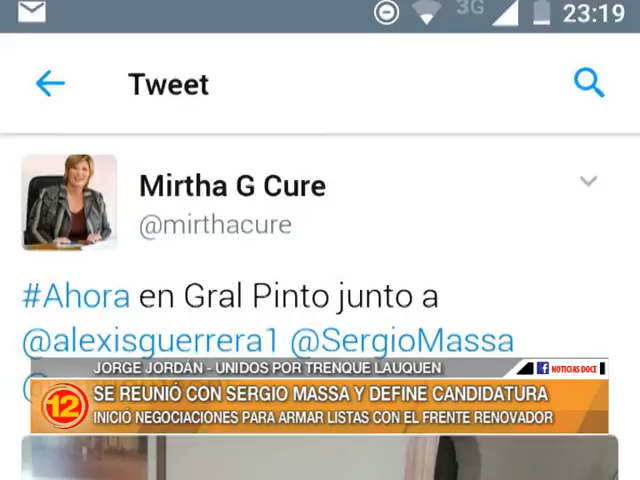 3G 23:19
Tweet
Mirtha G Cure
@mirthacure
#Ahora en Gral Pinto junto a
@alexisguerrera1 @SergioMassa
JORGE JORDÁN - UNIDOS POR TRENQUE LAUQUEN
NOTICIAS DOCE
12
SE REUNIÓ CON SERGIO MASSA Y DEFINE CANDIDATURA
INICIÓ NEGOCIACIONES PARA ARMAR LISTAS CON EL FRENTE RENOVADOR